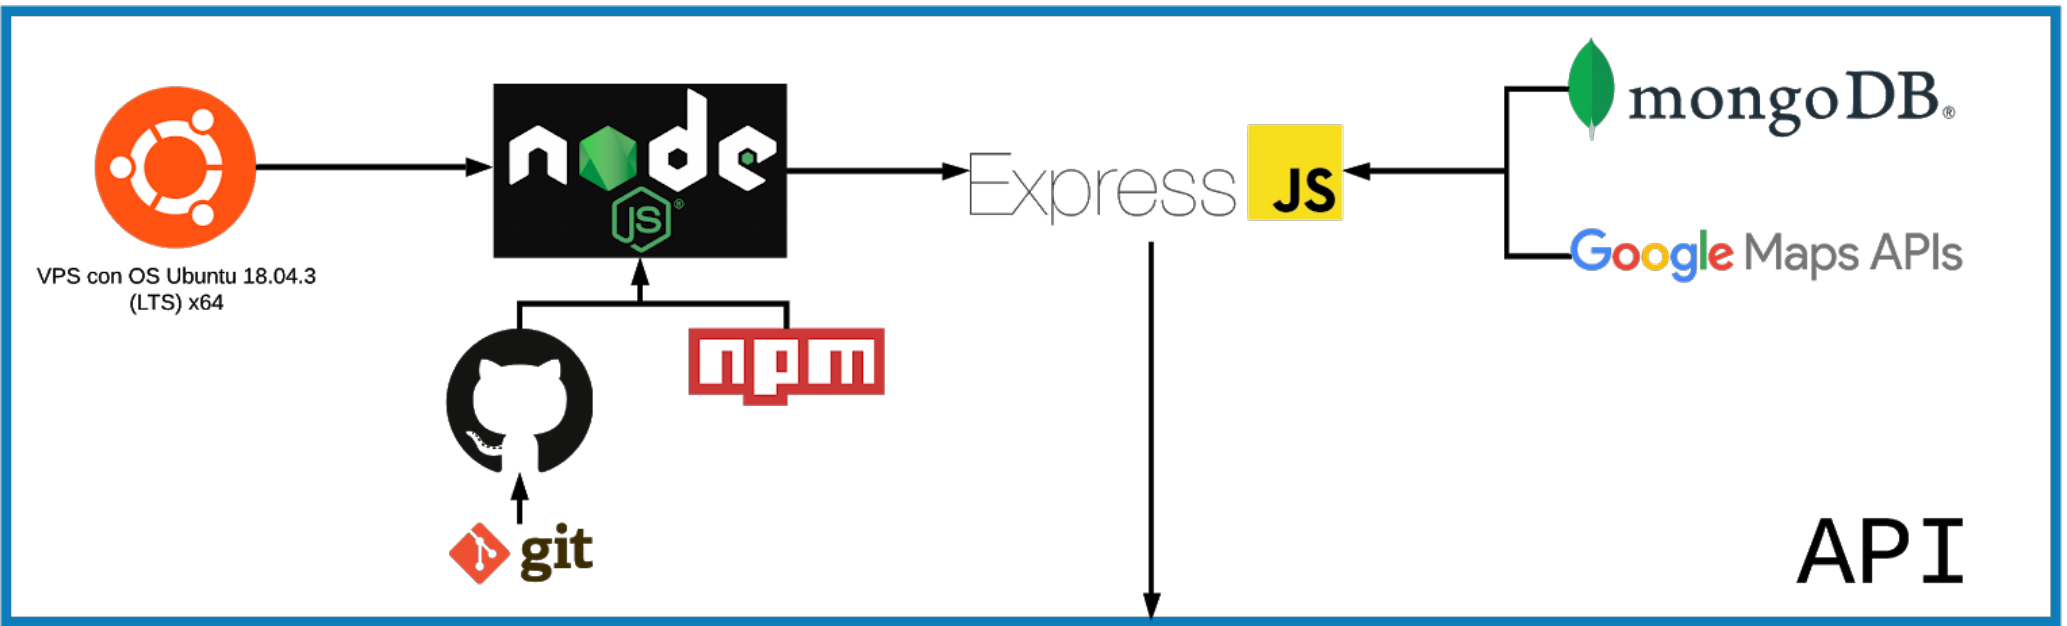 node
JS®
Express
JS
mongoDB®
Google Maps APIs
VPS con OS Ubuntu 18.04.3
(LTS) x64
npm
git
API